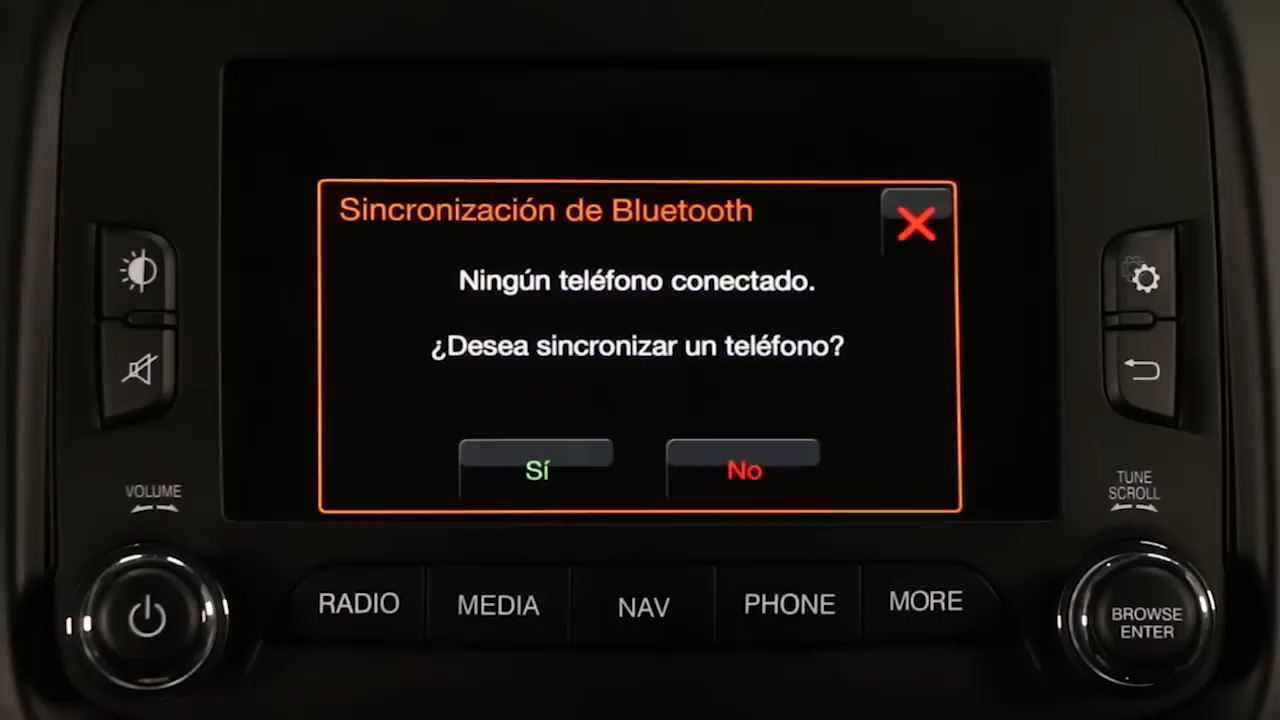 Sincronización de Bluetooth
Ningún teléfono conectado.
¿Desea sincronizar un teléfono?
Sí
No
VOLUME
TUNE
SCROLL
RADIO
MEDIA
NAV
PHONE
MORE
BROWSE
ENTER